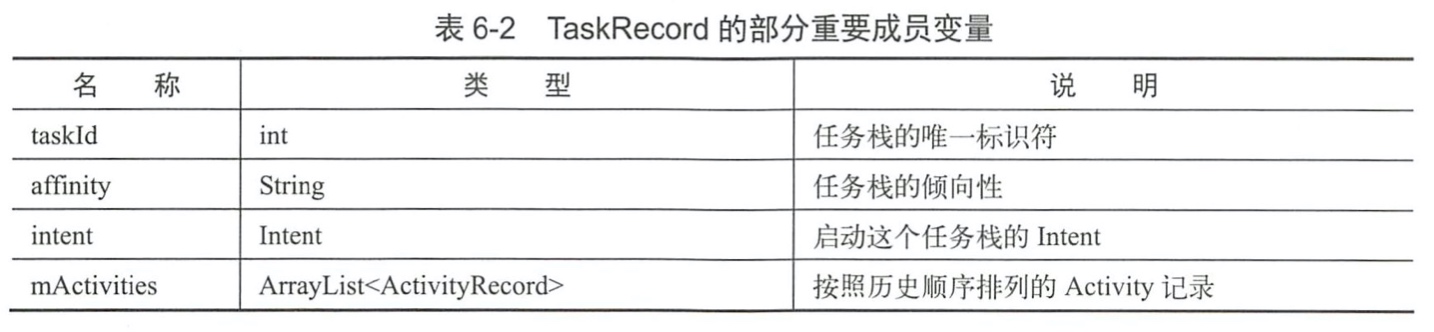 表 6-2 TaskRecord 的部分重要成员变量
名 称 类 型 说 明
taskId int 任务栈的唯一标识符
affinity String 任务栈的倾向性
intent Intent 启动这个任务栈的 Intent
mActivities ArrayList<ActivityRecord> 按照历史顺序排列的 Activity 记录